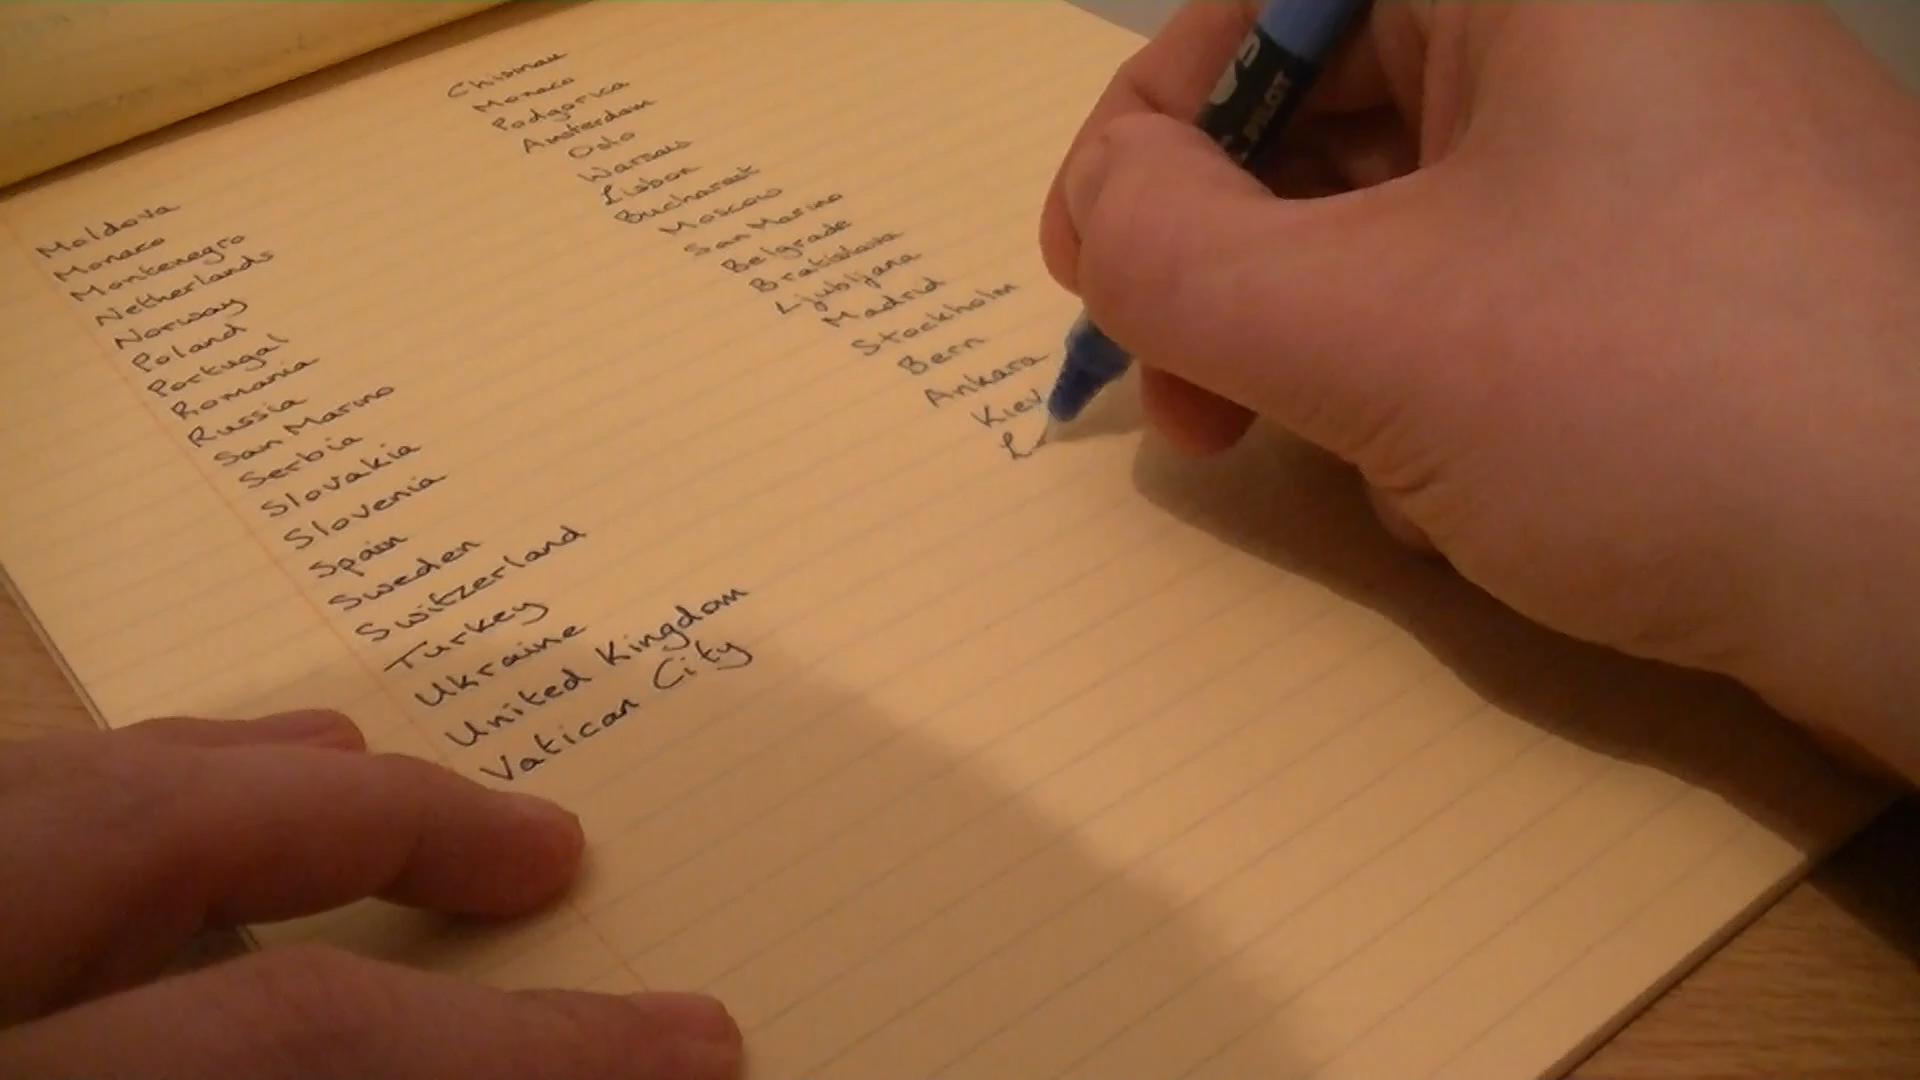 Moldova Chisinau
Monaco Monaco
Montenegro Podgorica
Netherlands Amsterdam
Norway Oslo
Poland Warsaw
Portugal Lisbon
Romania Bucharest
Russia Moscow
San Marino San Marino
Serbia Belgrade
Slovakia Bratislava
Slovenia Ljubljana
Spain Madrid
Sweden Stockholm
Switzerland Bern
Turkey Ankara
Ukraine Kiev
United Kingdom L
Vatican City
PILOT